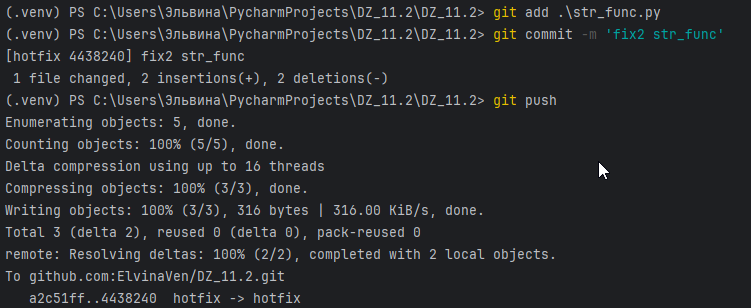 (.venv) PS C:\Users\Эльвина\PycharmProjects\DZ_11.2\DZ_11.2> git add .\str_func.py
(.venv) PS C:\Users\Эльвина\PycharmProjects\DZ_11.2\DZ_11.2> git commit -m 'fix2 str_func'
[hotfix 4438240] fix2 str_func
 1 file changed, 2 insertions(+), 2 deletions(-)
(.venv) PS C:\Users\Эльвина\PycharmProjects\DZ_11.2\DZ_11.2> git push
Enumerating objects: 5, done.
Counting objects: 100% (5/5), done.
Delta compression using up to 16 threads
Compressing objects: 100% (3/3), done.
Writing objects: 100% (3/3), 316 bytes | 316.00 KiB/s, done.
Total 3 (delta 2), reused 0 (delta 0), pack-reused 0
remote: Resolving deltas: 100% (2/2), completed with 2 local objects.
To github.com:ElvinaVen/DZ_11.2.git
   a2c51ff..4438240  hotfix -> hotfix